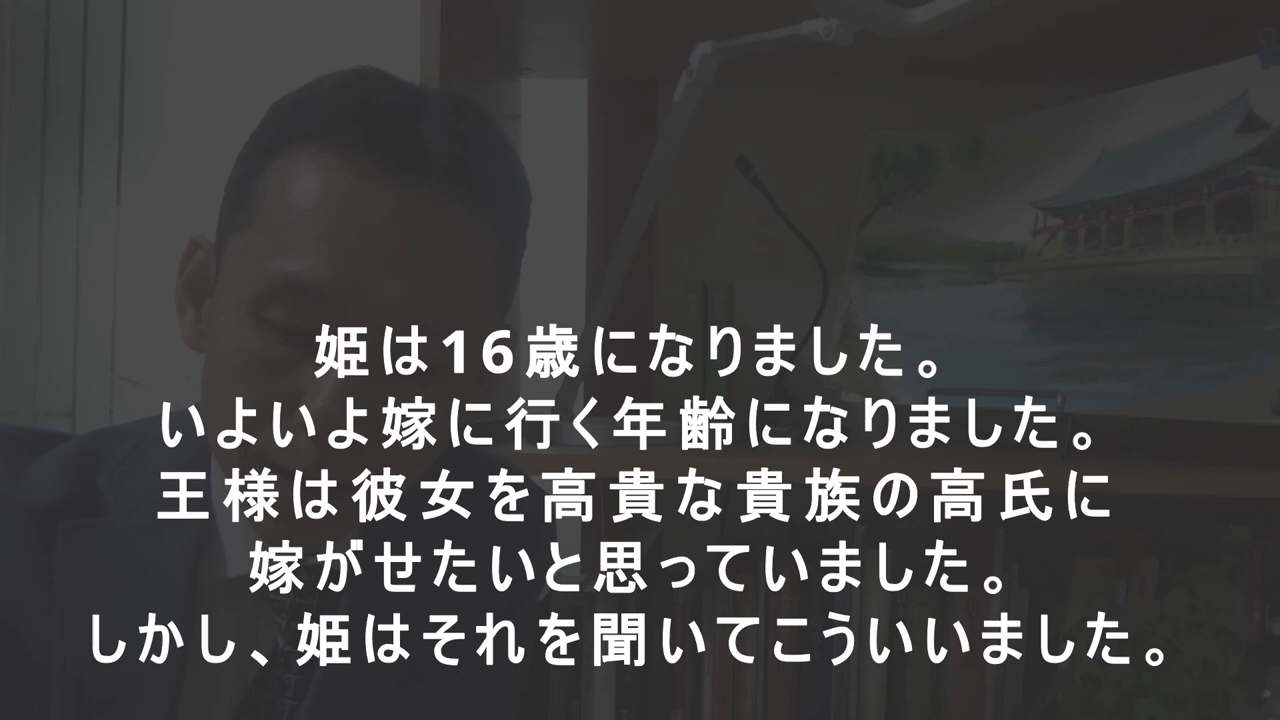 姫は16歳になりました。
いよいよ嫁に行く年齢になりました。
王様は彼女を高貴な貴族の高氏に
嫁がせたいと思っていました。
しかし、姫はそれを聞いてこういいました。